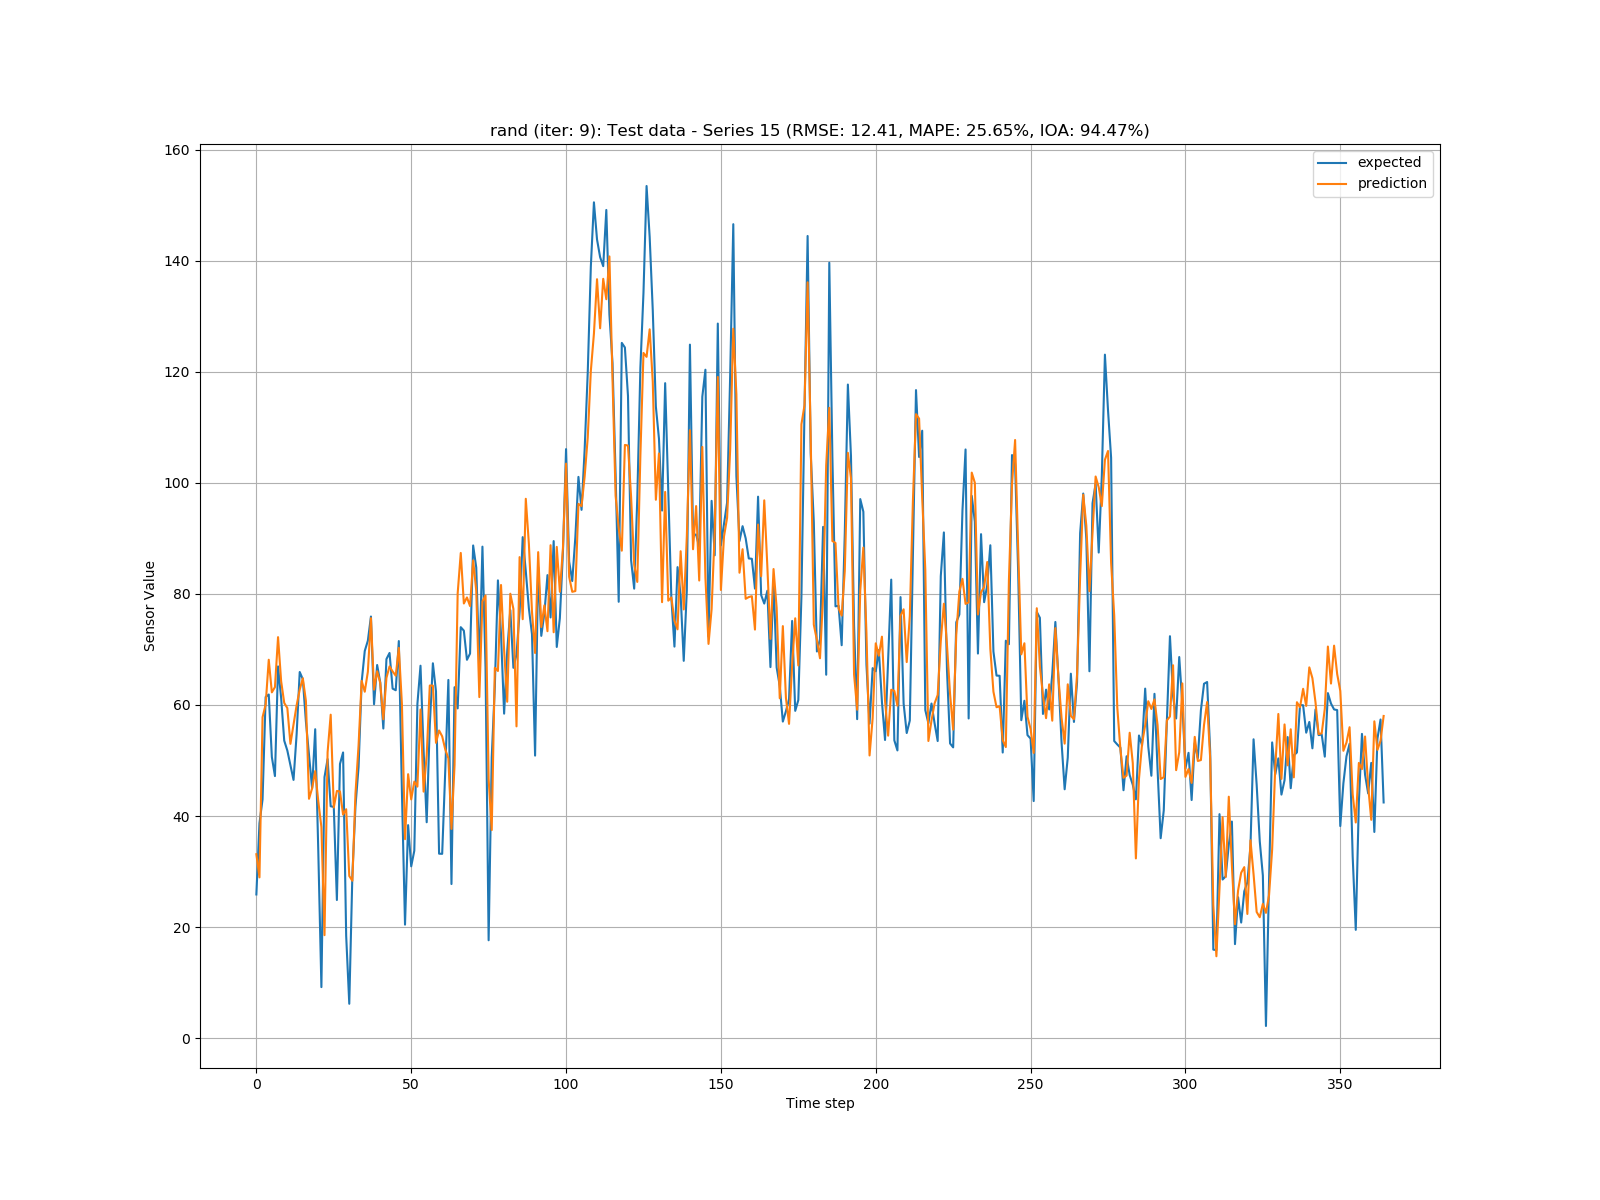 rand (iter: 9): Test data - Series 15 (RMSE: 12.41, MAPE: 25.65%, IOA: 94.47%)
expected
prediction
160
140
120
100
80
60
40
20
0
Sensor Value
0 50 100 150 200 250 300 350
Time step